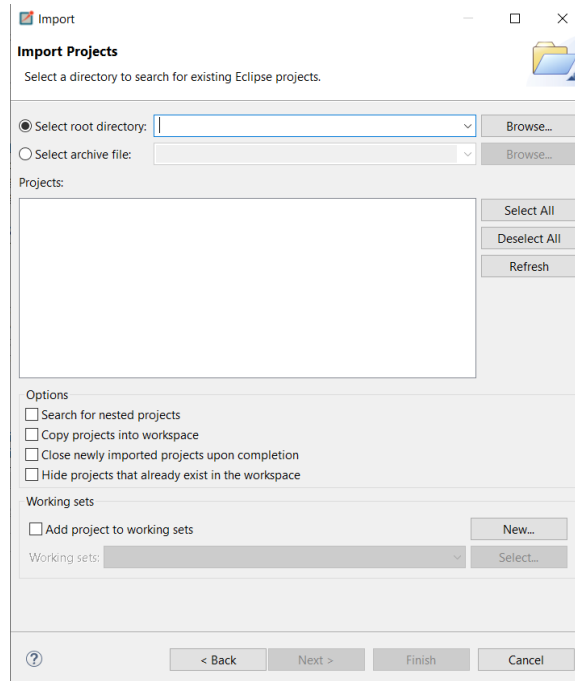 Import
Import Projects
Select a directory to search for existing Eclipse projects.
Select root directory: Browse...
Select archive file: Browse...
Projects:
Select All
Deselect All
Refresh
Options
Search for nested projects
Copy projects into workspace
Close newly imported projects upon completion
Hide projects that already exist in the workspace
Working sets
Add project to working sets New...
Working sets: Select...
? < Back Next > Finish Cancel